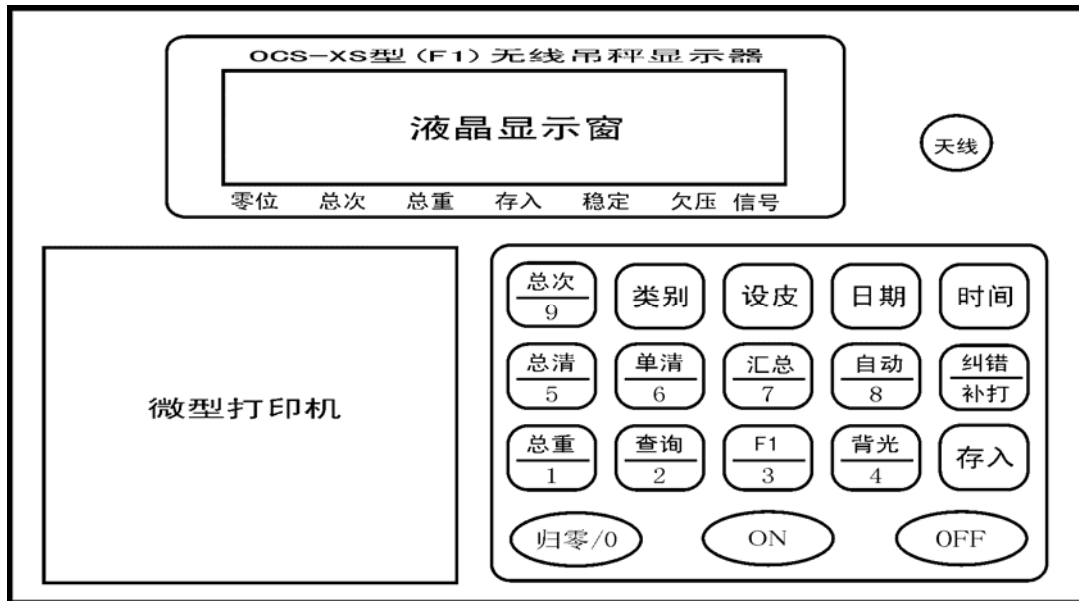 OCS-XS型(F1)无线吊秤显示器
液晶显示窗
天线
零位 总次 总重 存入 稳定 欠压 信号
微型打印机
总次 类别 设皮 日期 时间
9
总清 单清 汇总 自动 纠错
5 6 7 8 补打
总重 查询 F1 背光 存入
1 2 3 4
归零/0 ON OFF